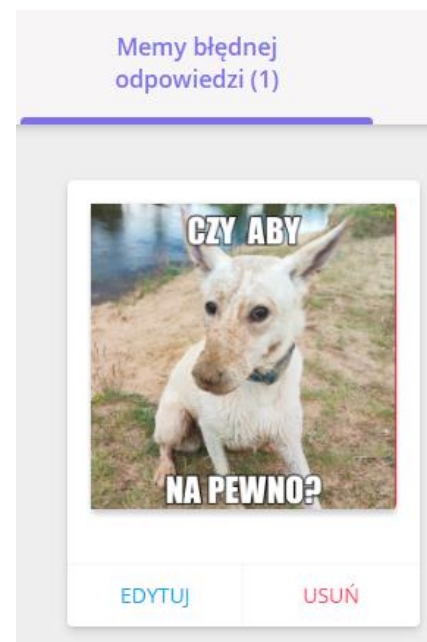 Memy błędnej
odpowiedzi (1)
CZY ABY
NA PEWNO?
EDYTUJ
USUŃ